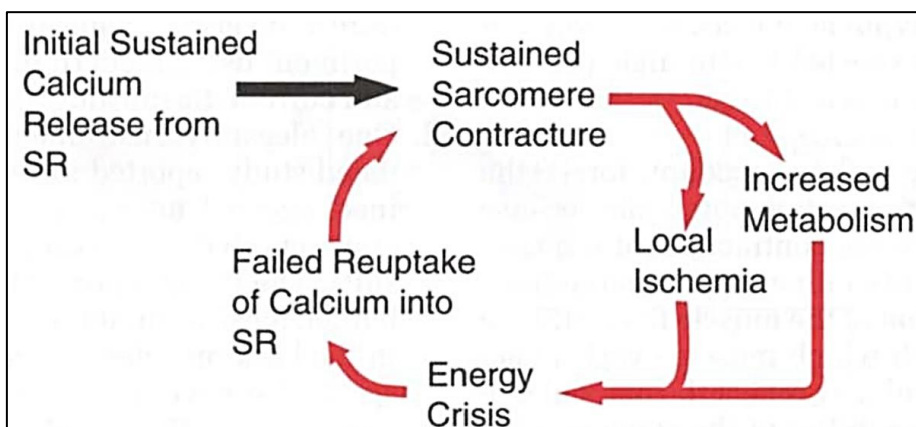 Initial Sustained
Calcium
Release from
SR
Sustained
Sarcomere
Contracture
Increased
Metabolism
Local
Ischemia
Failed Reuptake
of Calcium into
SR
Energy
Crisis